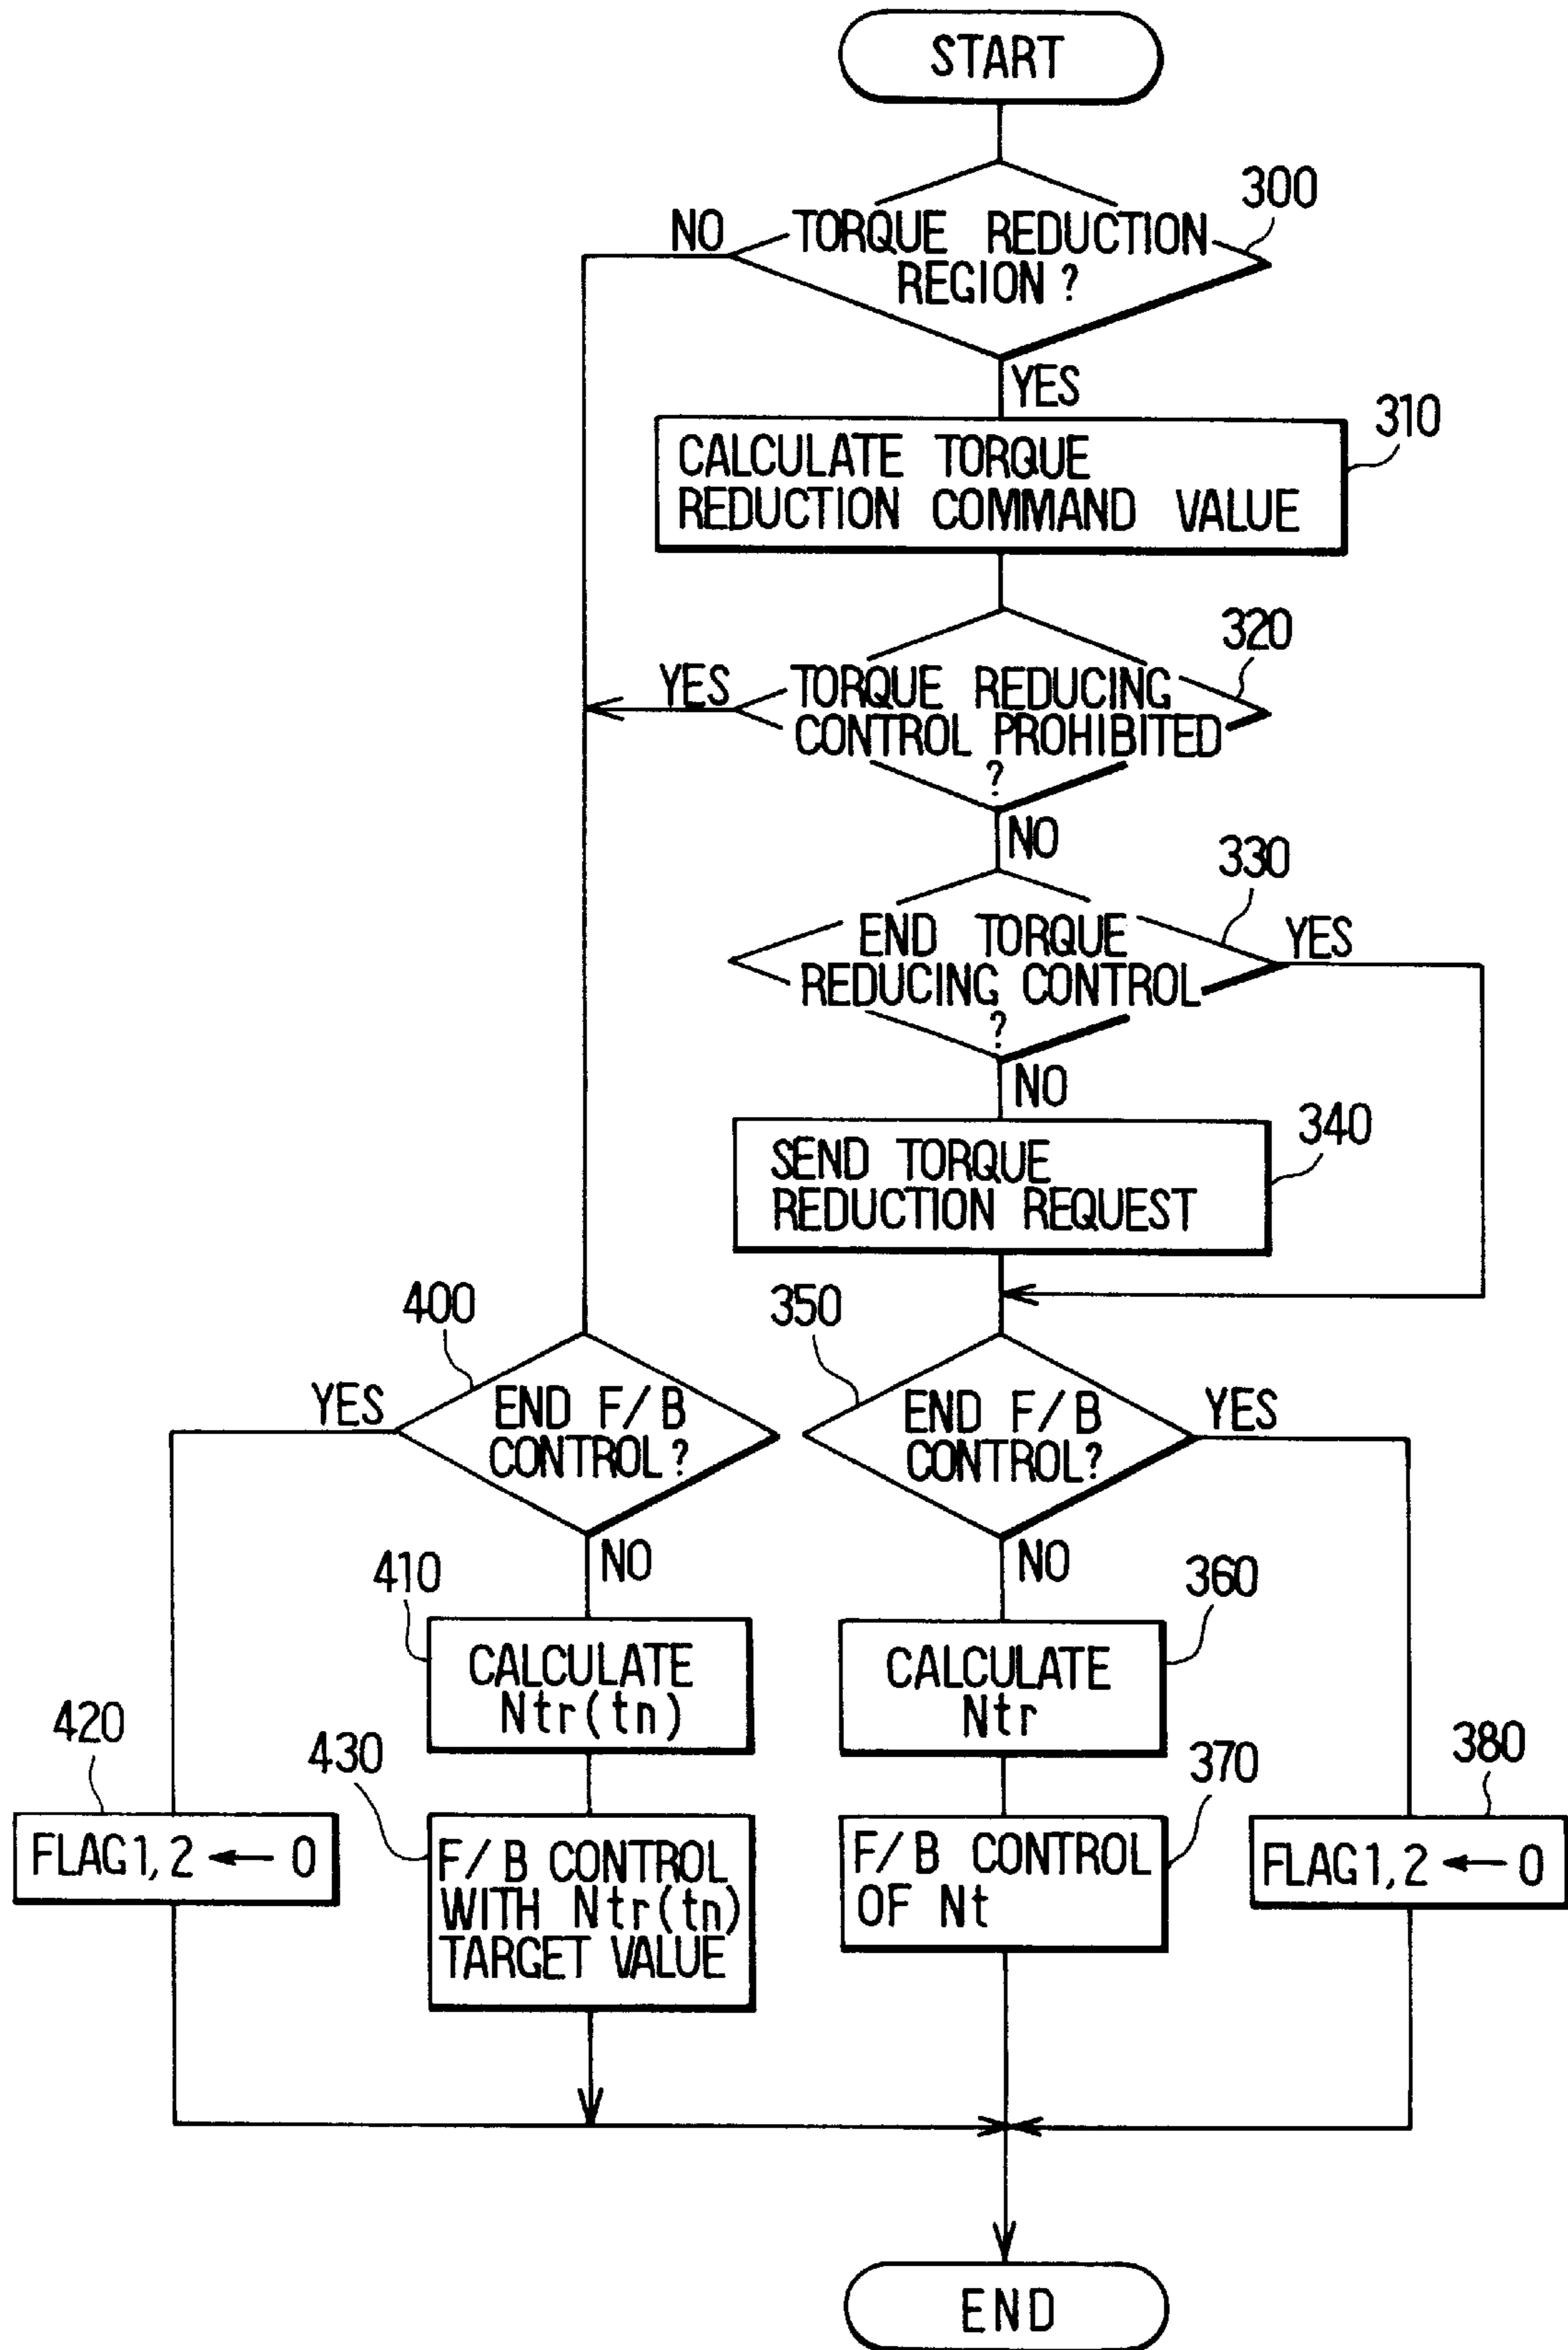 START
300
NO
TORQUE REDUCTION
REGION ?
YES
310
CALCULATE TORQUE
REDUCTION COMMAND VALUE
320
YES
TORQUE REDUCING
CONTROL PROHIBITED
?
NO
330
END TORQUE
REDUCING CONTROL
?
YES
NO
340
SEND TORQUE
REDUCTION REQUEST
400
350
YES
END F/B
CONTROL?
END F/B
CONTROL?
YES
NO
NO
410
360
CALCULATE
Ntr(tn)
CALCULATE
Ntr
420
430
370
380
FLAG1,2 ← 0
F/B CONTROL
WITH Ntr(tn)
TARGET VALUE
F/B CONTROL
OF Nt
FLAG1,2 ← 0
END